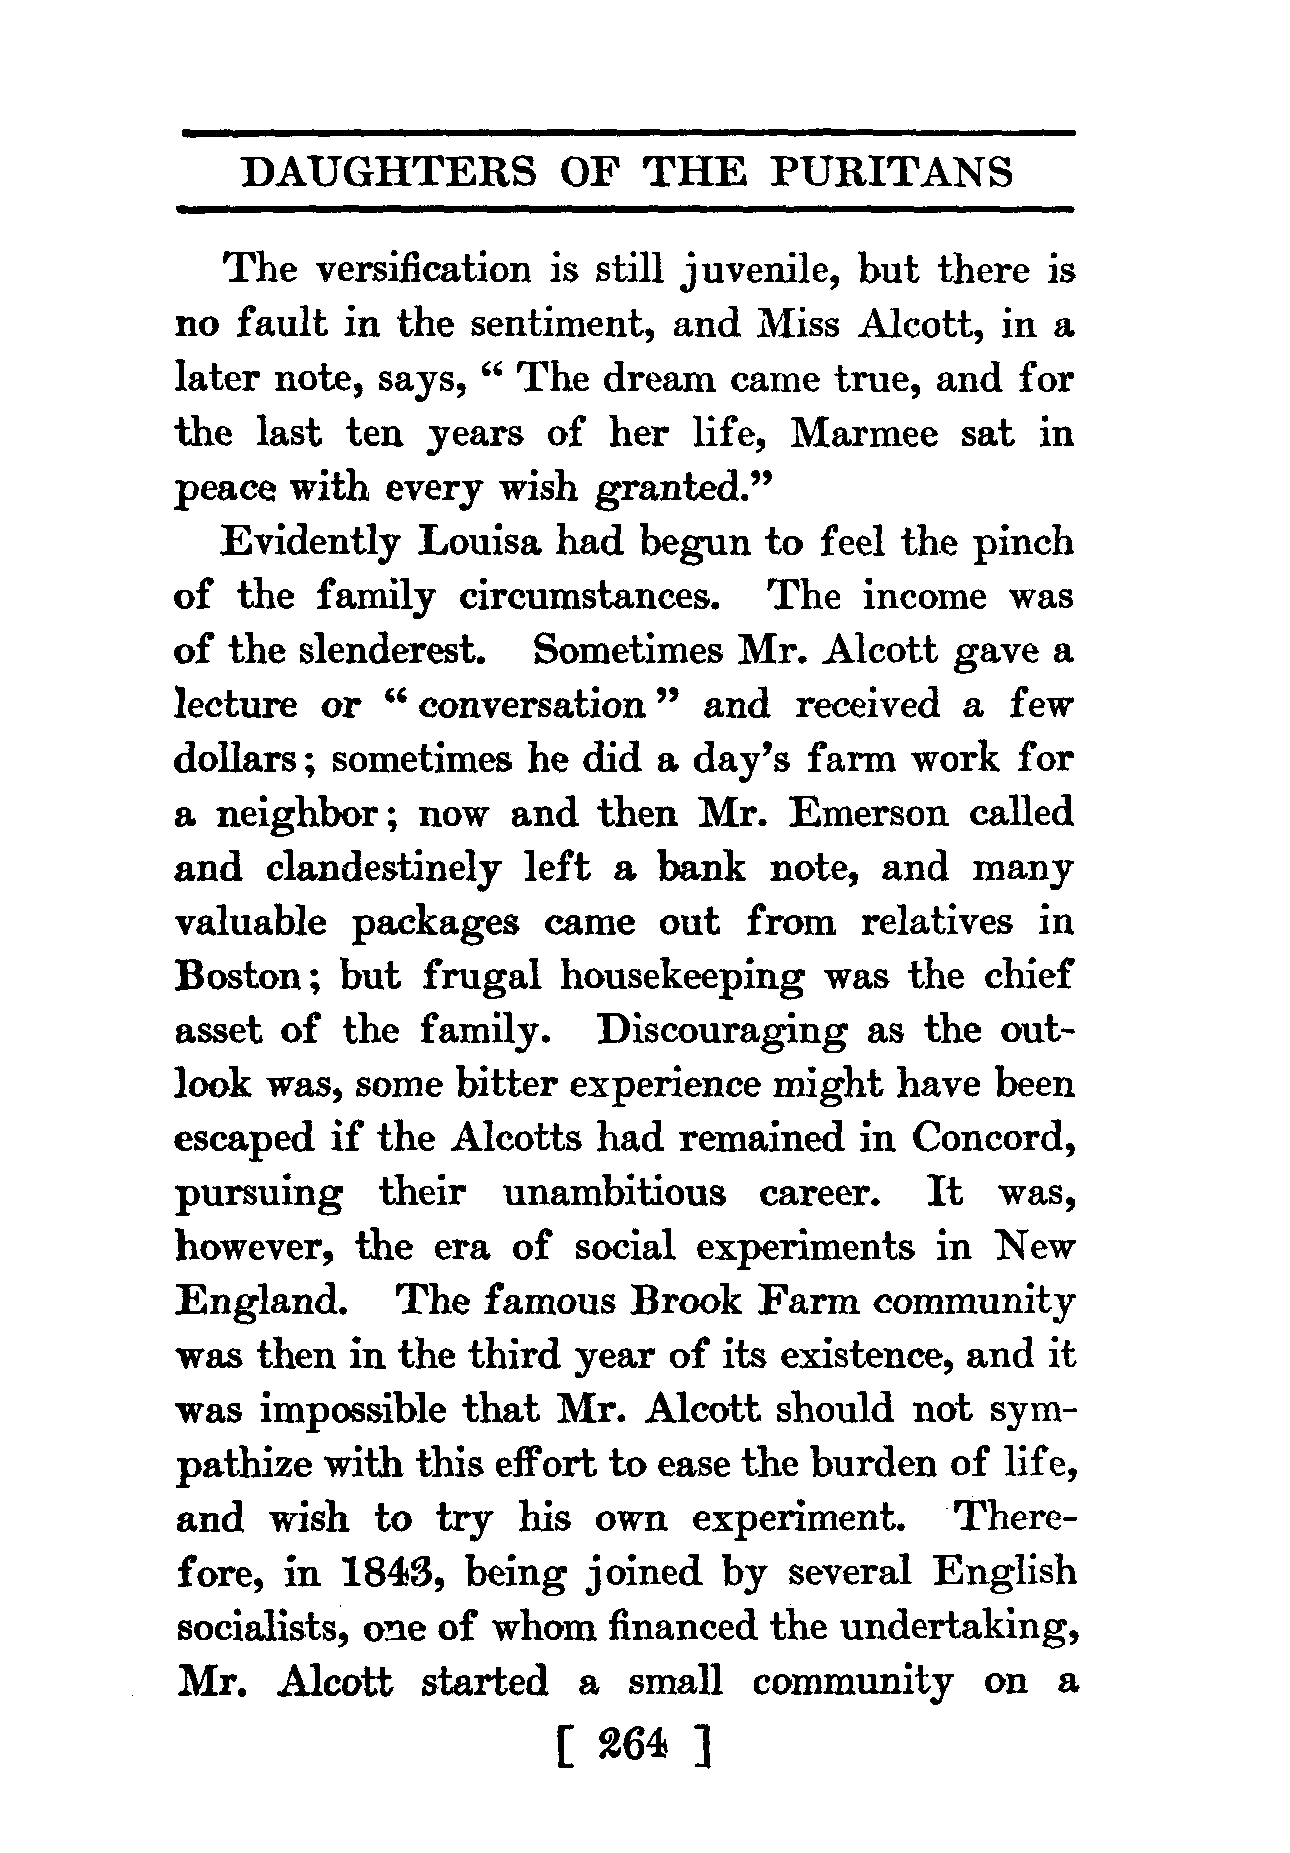 DAUGHTERS OF THE PURITANS
The versification is still juvenile, but there is
no fault in the sentiment, and Miss Alcott, in a
later note, says, “ The dream came true, and for
the last ten years of her life, Marmee sat in
peace with every wish granted.”
Evidently Louisa had begun to feel the pinch
of the family circumstances. The income was
of the slenderest. Sometimes Mr. Alcott gave a
lecture or “ conversation ” and received a few
dollars; sometimes he did a day's farm work for
a neighbor; now and then Mr. Emerson called
and clandestinely left a bank note, and many
valuable packages came out from relatives in
Boston; but frugal housekeeping was the chief
asset of the family. Discouraging as the out-
look was, some bitter experience might have been
escaped if the Alcotts had remained in Concord,
pursuing their unambitious career. It was,
however, the era of social experiments in New
England. The famous Brook Farm community
was then in the third year of its existence, and it
was impossible that Mr. Alcott should not sym-
pathize with this effort to ease the burden of life,
and wish to try his own experiment. There-
fore, in 1843, being joined by several English
socialists, one of whom financed the undertaking,
Mr. Alcott started a small community on a
[ 264 ]